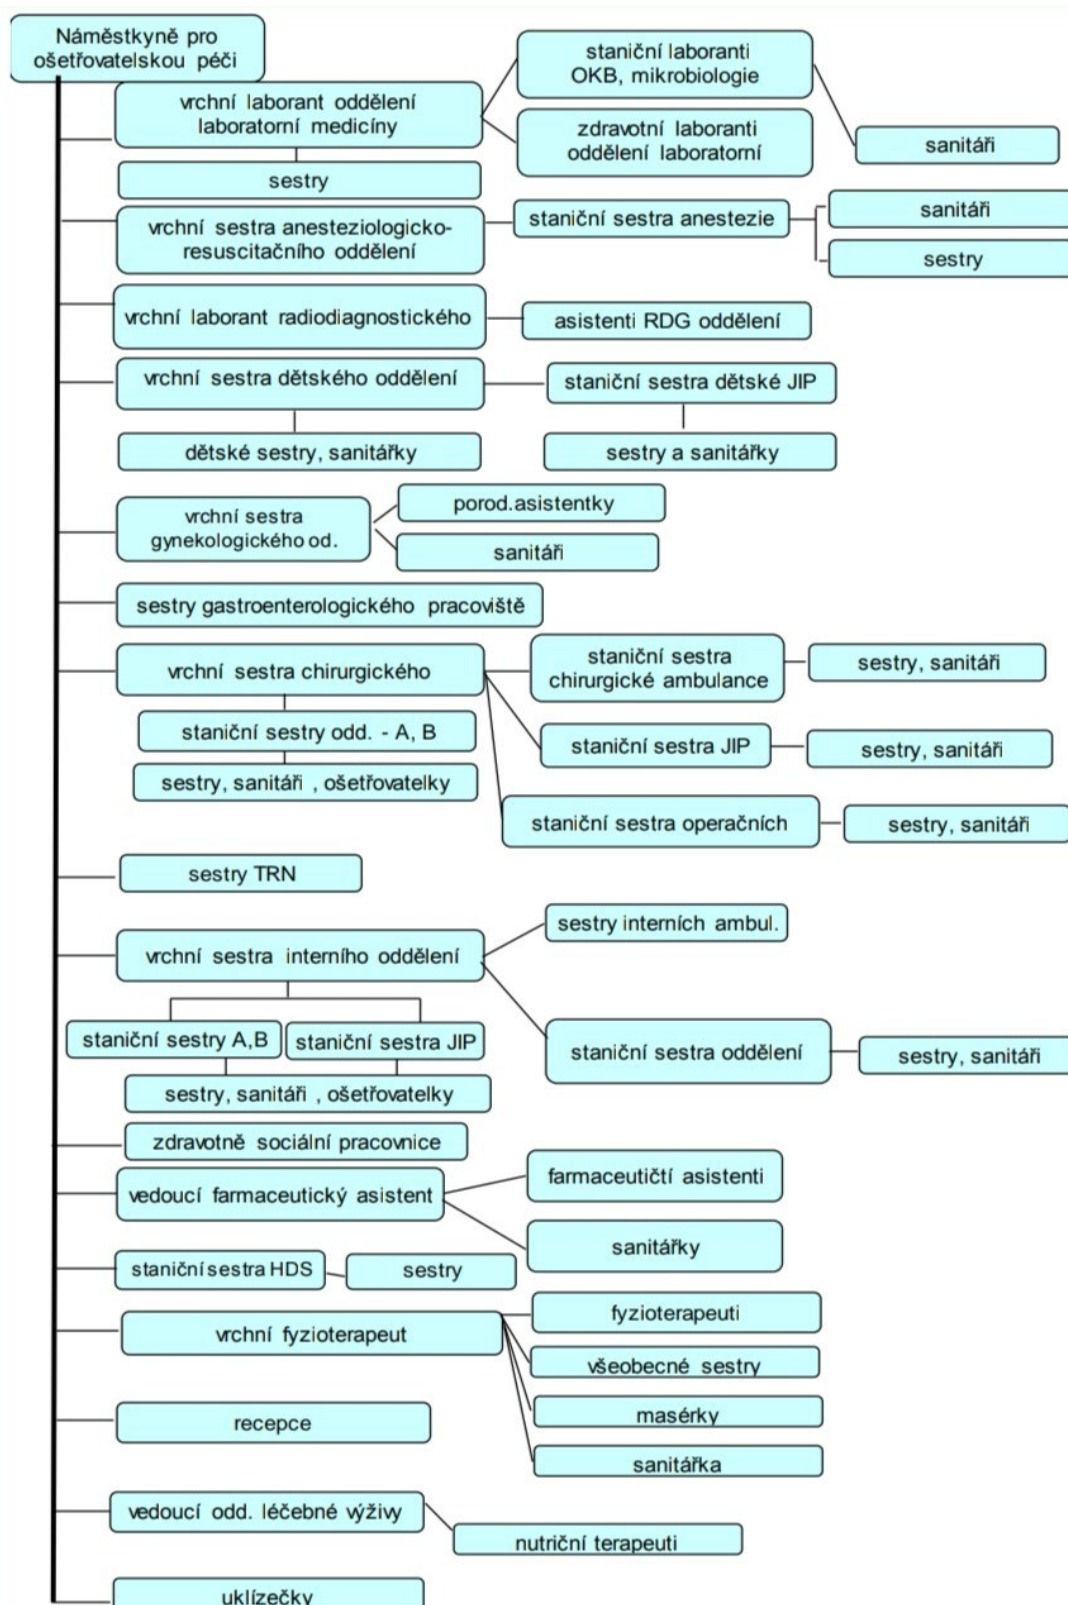 Náměstkyně pro
ošetřovatelskou péči
vrchní laborant oddělení
laboratorní medicíny
staniční laboranti
OKB, mikrobiologie
zdravotní laboranti
oddělení laboratorní
sanitáři
sestry
vrchní sestra anesteziologicko-
resuscitačního oddělení
staniční sestra anestezie
sanitáři
sestry
vrchní laborant radiodiagnostického
asistenti RDG oddělení
vrchní sestra dětského oddělení
staniční sestra dětské JIP
dětské sestry, sanitářky
sestry a sanitářky
vrchní sestra
gynekologického od.
porod.asistentky
sanitáři
sestry gastroenterologického pracoviště
vrchní sestra chirurgického
staniční sestra
chirurgické ambulance
sestry, sanitáři
staniční sestry odd. - A, B
staniční sestra JIP
sestry, sanitáři
sestry, sanitáři , ošetřovatelky
staniční sestra operačních
sestry, sanitáři
sestry TRN
sestry interních ambul.
vrchní sestra interního oddělení
staniční sestry A,B
staniční sestra JIP
staniční sestra oddělení
sestry, sanitáři
sestry, sanitáři , ošetřovatelky
zdravotně sociální pracovnice
vedoucí farmaceutický asistent
farmaceutičtí asistenti
sanitářky
staniční sestra HDS
sestry
vrchní fyzioterapeut
fyzioterapeuti
všeobecné sestry
masérky
sanitářka
recepce
vedoucí odd. léčebné výživy
nutriční terapeuti
uklízečky